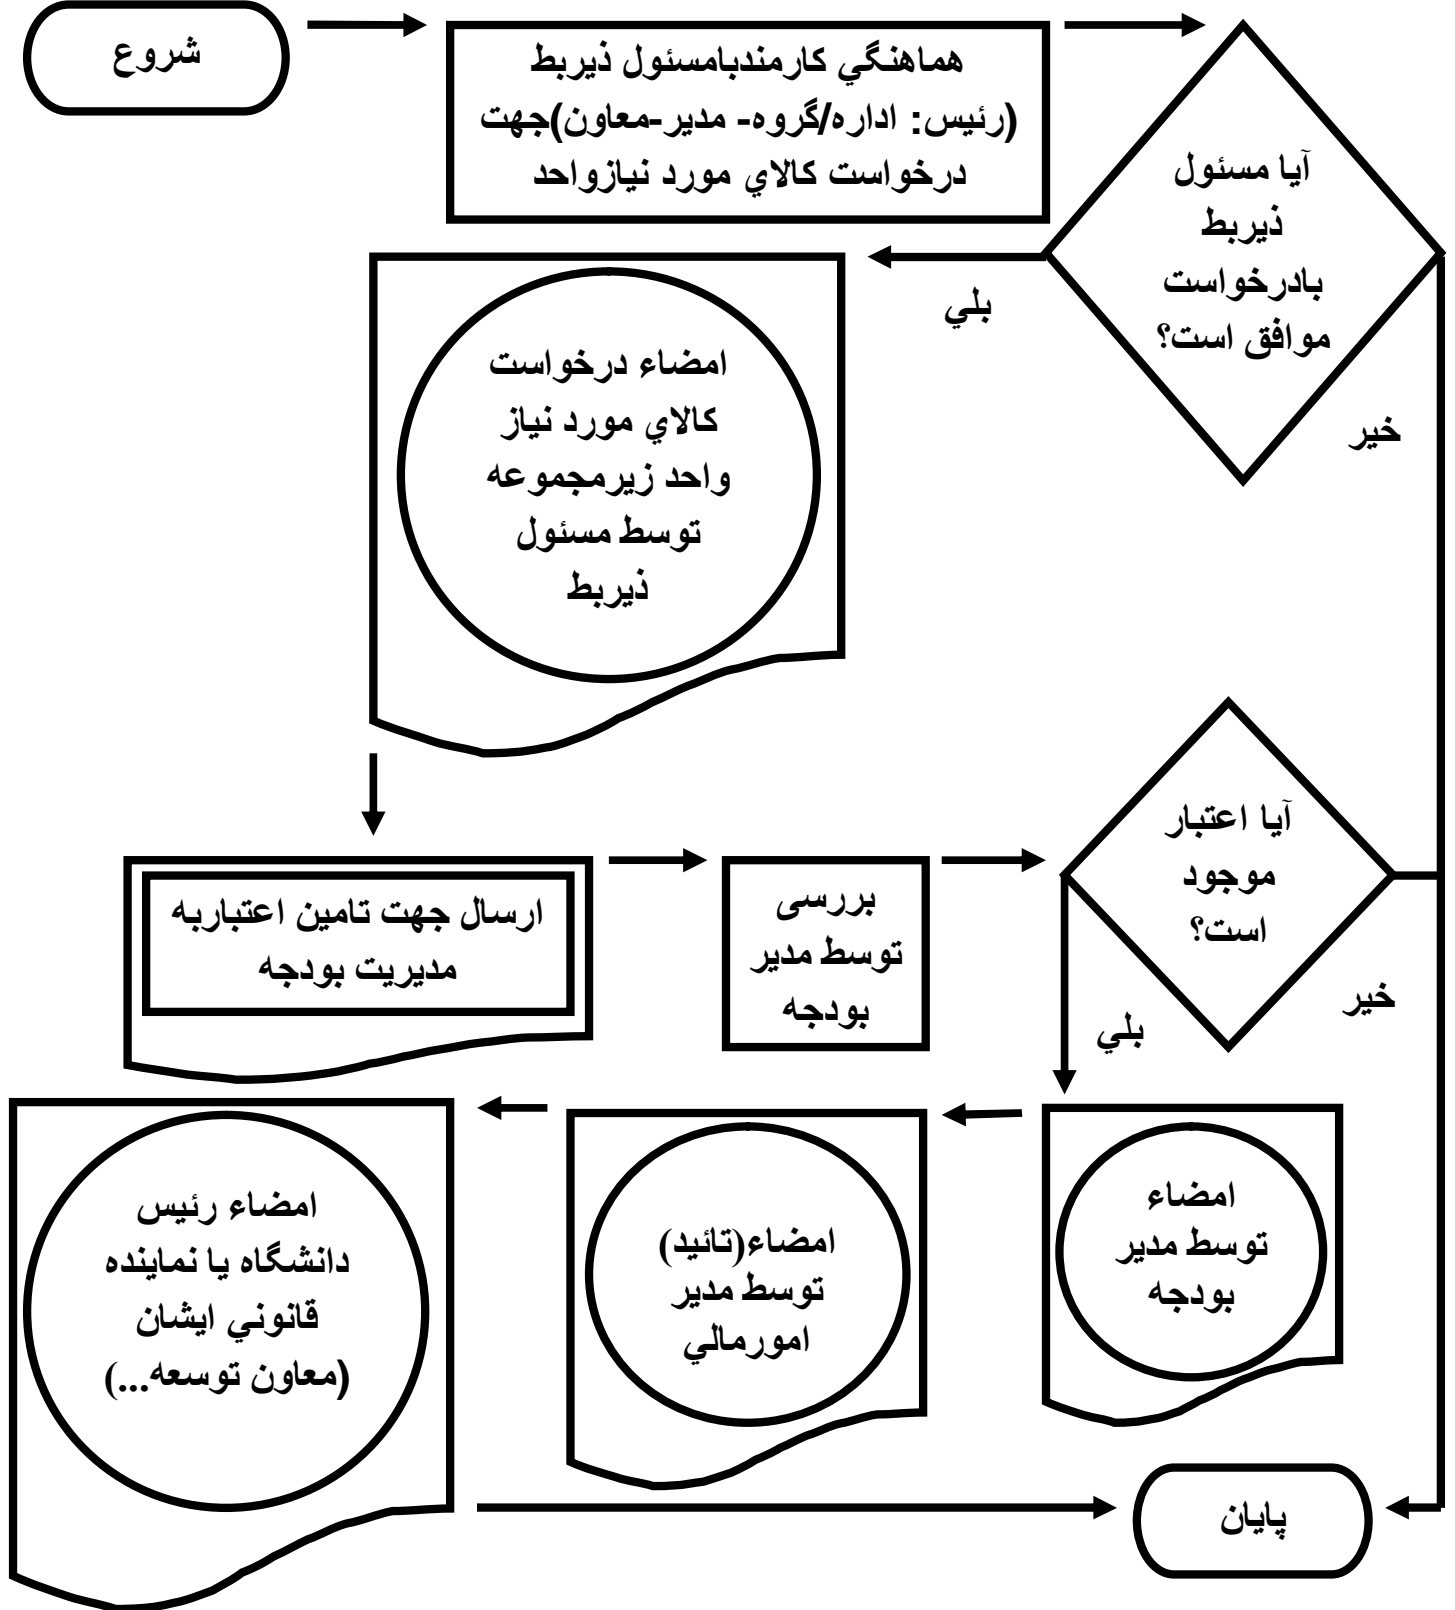 شروع
هماهنگي كارمندبامسئول ذيربط
(رئيس: اداره/گروه- مدير-معاون)جهت
درخواست كالاي مورد نيازواحد
آيا مسئول
ذيربط
بادرخواست
موافق است؟
بلي
خير
امضاء درخواست
كالاي مورد نياز
واحد زيرمجموعه
توسط مسئول
ذيربط
ارسال جهت تامين اعتباربه
مديريت بودجه
بررسی
توسط مدير
بودجه
آيا اعتبار
موجود
است؟
بلي
خير
امضاء
توسط مدير
بودجه
امضاء(تائيد)
توسط مدير
امورمالي
امضاء رئيس
دانشگاه يا نماينده
قانوني ايشان
(معاون توسعه...)
پايان